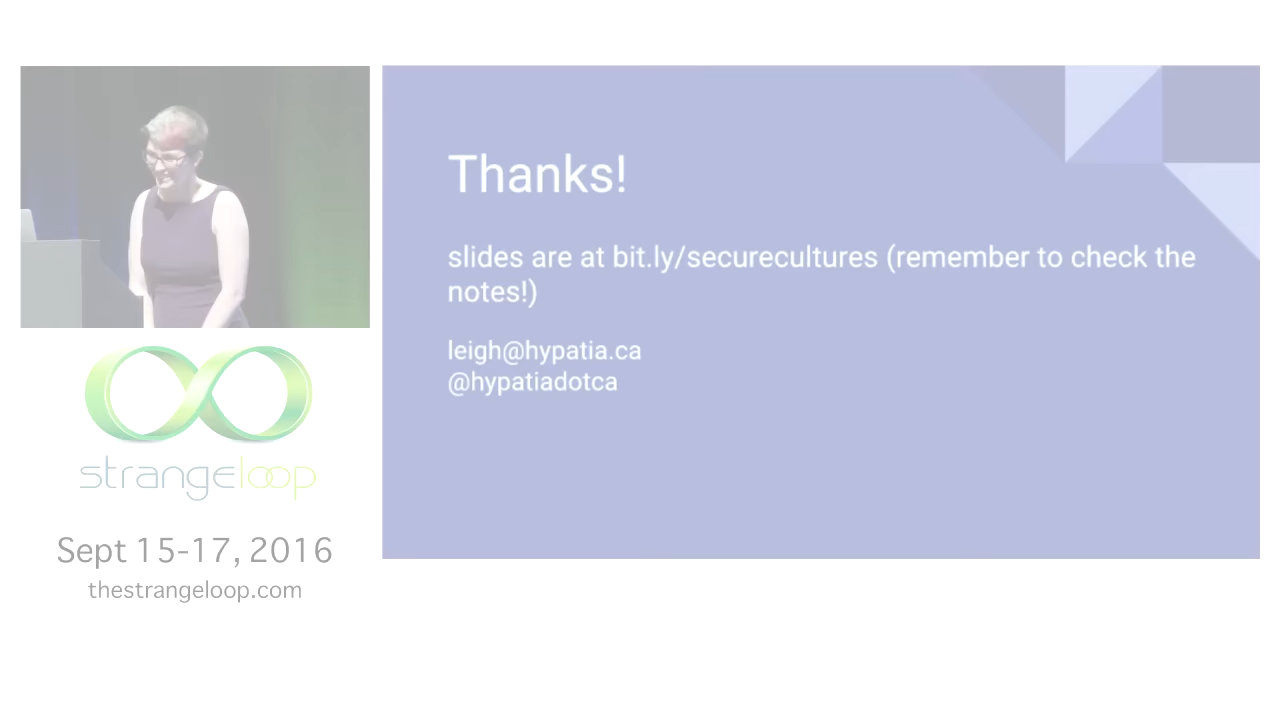 Thanks!
slides are at bit.ly/securecultures (remember to check the
notes!)
leigh@hypatia.ca
@hypatiadotca
strangeloop
Sept 15-17, 2016
thestrangeloop.com